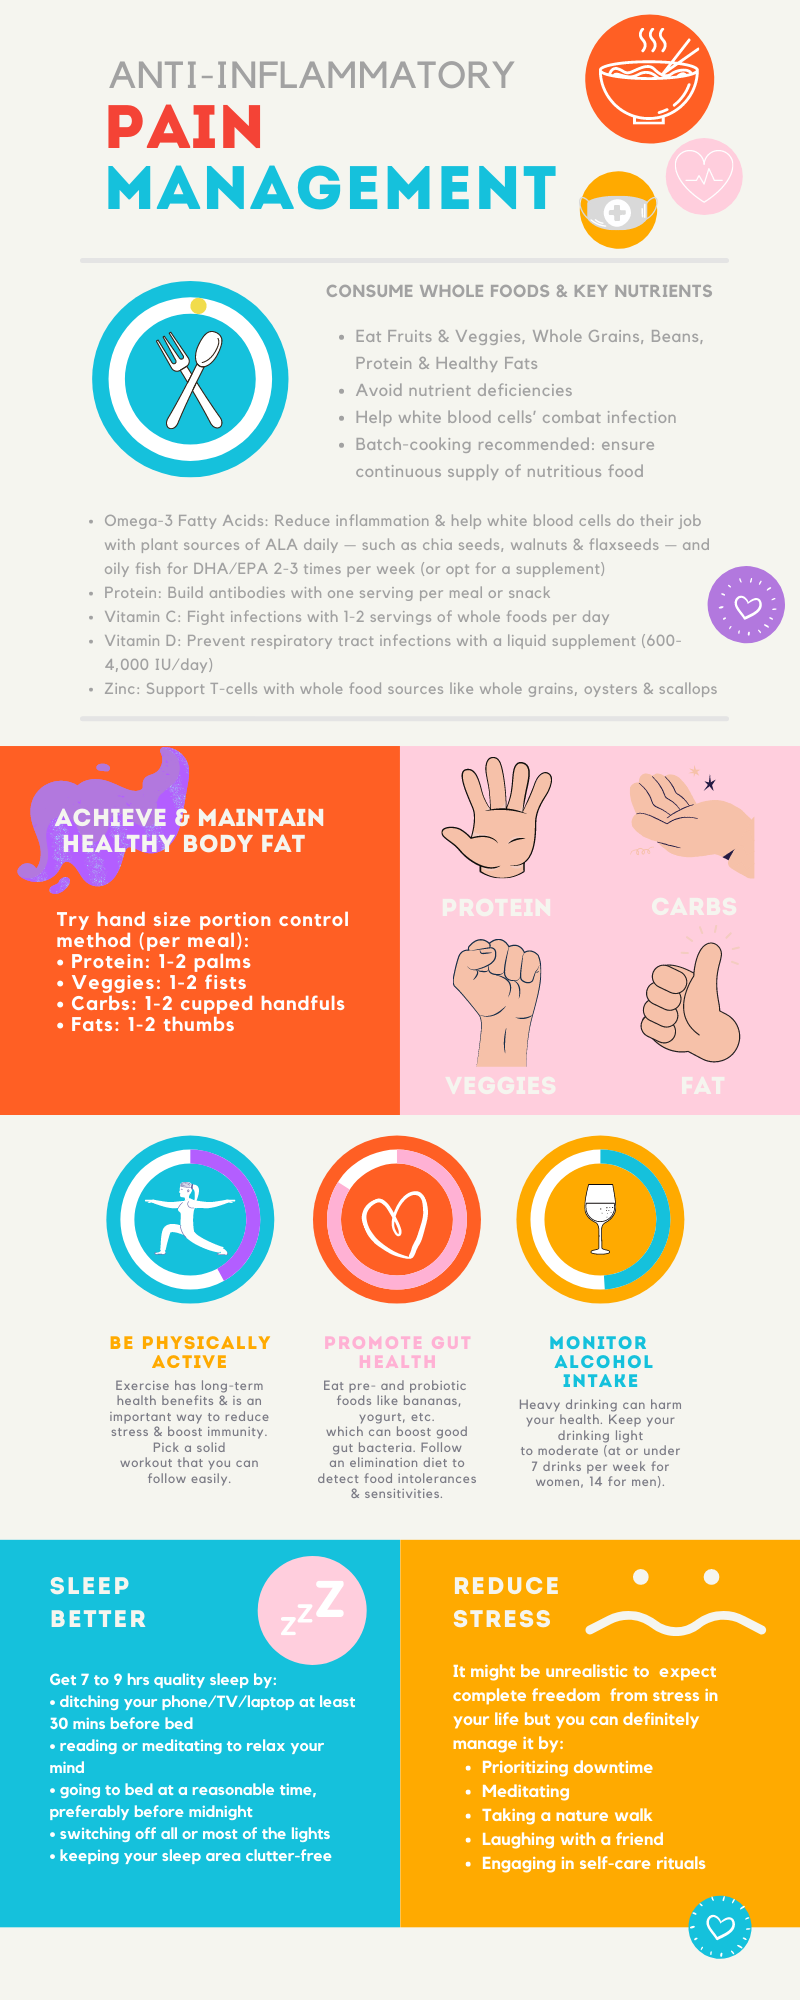 ANTI-INFLAMMATORY
PAIN
MANAGEMENT
CONSUME WHOLE FOODS & KEY NUTRIENTS
• Eat Fruits & Veggies, Whole Grains, Beans,
Protein & Healthy Fats
• Avoid nutrient deficiencies
• Help white blood cells' combat infection
• Batch-cooking recommended: ensure
continuous supply of nutritious food
• Omega-3 Fatty Acids: Reduce inflammation & help white blood cells do their job
with plant sources of ALA daily — such as chia seeds, walnuts & flaxseeds — and
oily fish for DHA/EPA 2-3 times per week (or opt for a supplement)
• Protein: Build antibodies with one serving per meal or snack
• Vitamin C: Fight infections with 1-2 servings of whole foods per day
• Vitamin D: Prevent respiratory tract infections with a liquid supplement (600-
4,000 IU/day)
• Zinc: Support T-cells with whole food sources like whole grains, oysters & scallops
ACHIEVE & MAINTAIN
HEALTHY BODY FAT
Try hand size portion control
method (per meal):
• Protein: 1-2 palms
• Veggies: 1-2 fists
• Carbs: 1-2 cupped handfuls
• Fats: 1-2 thumbs
PROTEIN
CARBS
VEGGIES
FAT
BE PHYSICALLY
ACTIVE
Exercise has long-term
health benefits & is an
important way to reduce
stress & boost immunity.
Pick a solid
workout that you can
follow easily.
PROMOTE GUT
HEALTH
Eat pre- and probiotic
foods like bananas,
yogurt, etc.
which can boost good
gut bacteria. Follow
an elimination diet to
detect food intolerances
& sensitivities.
MONITOR
ALCOHOL
INTAKE
Heavy drinking can harm
your health. Keep your
drinking light
to moderate (at or under
7 drinks per week for
women, 14 for men).
SLEEP
BETTER
zzZ
Get 7 to 9 hrs quality sleep by:
• ditching your phone/TV/laptop at least
30 mins before bed
• reading or meditating to relax your
mind
• going to bed at a reasonable time,
preferably before midnight
• switching off all or most of the lights
• keeping your sleep area clutter-free
REDUCE
STRESS
It might be unrealistic to expect
complete freedom from stress in
your life but you can definitely
manage it by:
• Prioritizing downtime
• Meditating
• Taking a nature walk
• Laughing with a friend
• Engaging in self-care rituals